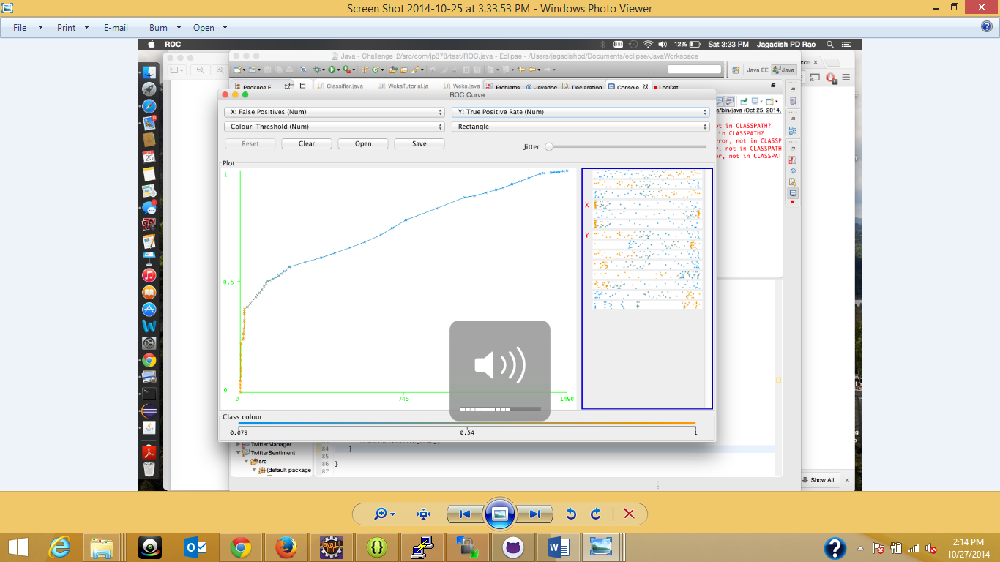 Screen Shot 2014-10-25 at 3.33.53 PM - Windows Photo Viewer
File Print E-mail Burn Open
ROC 12% Sat 3:33 PM Jagadish PD Rao
Java - Challenge_2/src/com/jp378/test/ROC.java - Eclipse - /Users/jagadishpd/Documents/eclipse/JavaWorkspace
Java EE Java
Package E Classifier.java WekaTutorial.ja Weka.java Problems Javadoc Declaration Console LogCat
ROC Curve
e/bin/java (Oct 25, 2014,
X: False Positives (Num) Y: True Positive Rate (Num)
Colour: Threshold (Num) Rectangle
ot in CLASSPATH?
in CLASSPATH?
rror, not in CLASSP
r, not in CLASSPATH
or, not in CLASSPAT
Reset Clear Open Save Jitter
Plot
1
0.5
0
0 745 1490
X
Y
Class colour
0.079 0.54 1
TwitterManager
TwitterSentiment
src
(default package
84 }
85
86 }
87
Show All
W
Java EE IDE
2:14 PM
10/27/2014